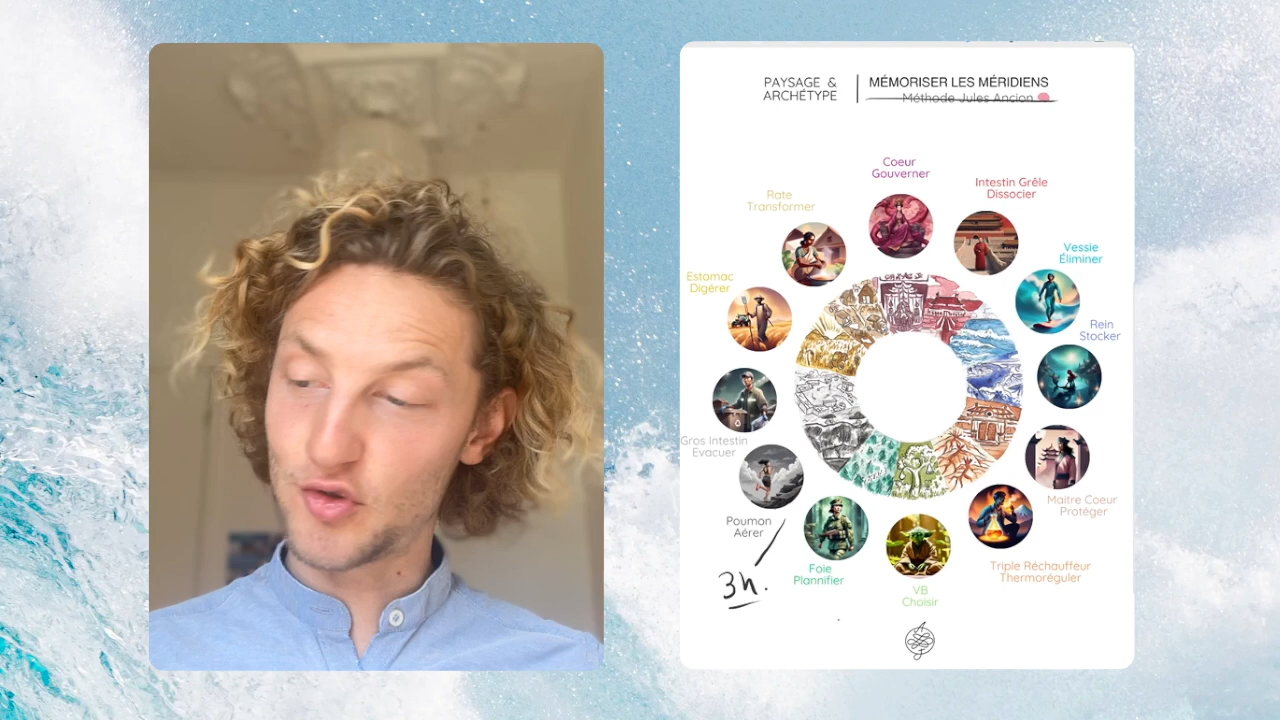 PAYSAGE &
ARCHÉTYPE
MÉMORISER LES MÉRIDIENS
Méthode Jules Ancion
Coeur
Gouverner
Intestin Grêle
Dissocier
Rate
Transformer
Vessie
Éliminer
Estomac
Digérer
Rein
Stocker
Gros Intestin
Evacuer
Maitre Coeur
Protéger
Poumon
Aérer
Triple Réchauffeur
Thermoréguler
Foie
Plannifier
VB
Choisir
3h.